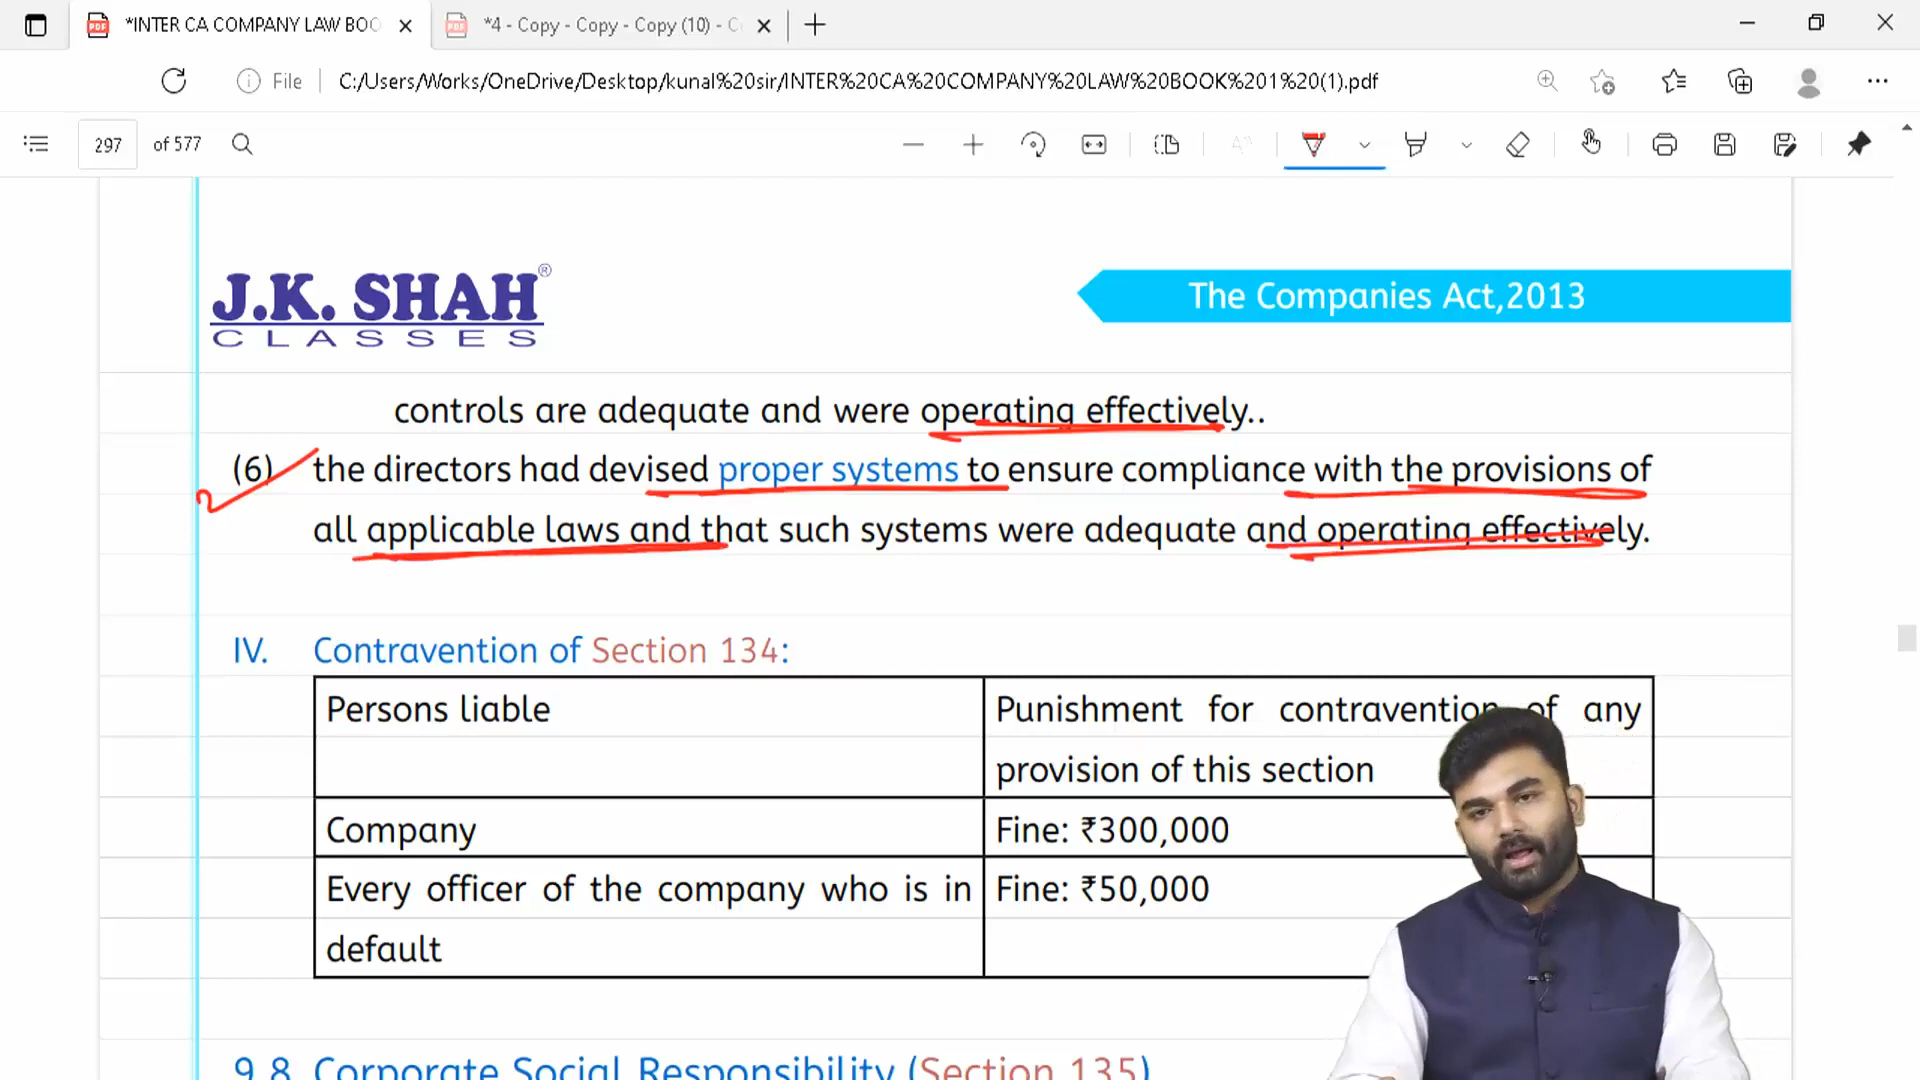 *INTER CA COMPANY LAW BOO
*4 - Copy - Copy - Copy (10) - C
File
C:/Users/Works/OneDrive/Desktop/kunal%20sir/INTER%20CA%20COMPANY%20LAW%20BOOK%201%20(1).pdf
297 of 577
J.K. SHAH®
CLASSES
The Companies Act,2013
controls are adequate and were operating effectively..
(6) the directors had devised proper systems to ensure compliance with the provisions of
all applicable laws and that such systems were adequate and operating effectively.
IV. Contravention of Section 134:
Persons liable
Punishment for contravention of any
provision of this section
Company
Fine: ₹300,000
Every officer of the company who is in
default
Fine: ₹50,000
9.8 Corporate Social Responsibility (Section 135)